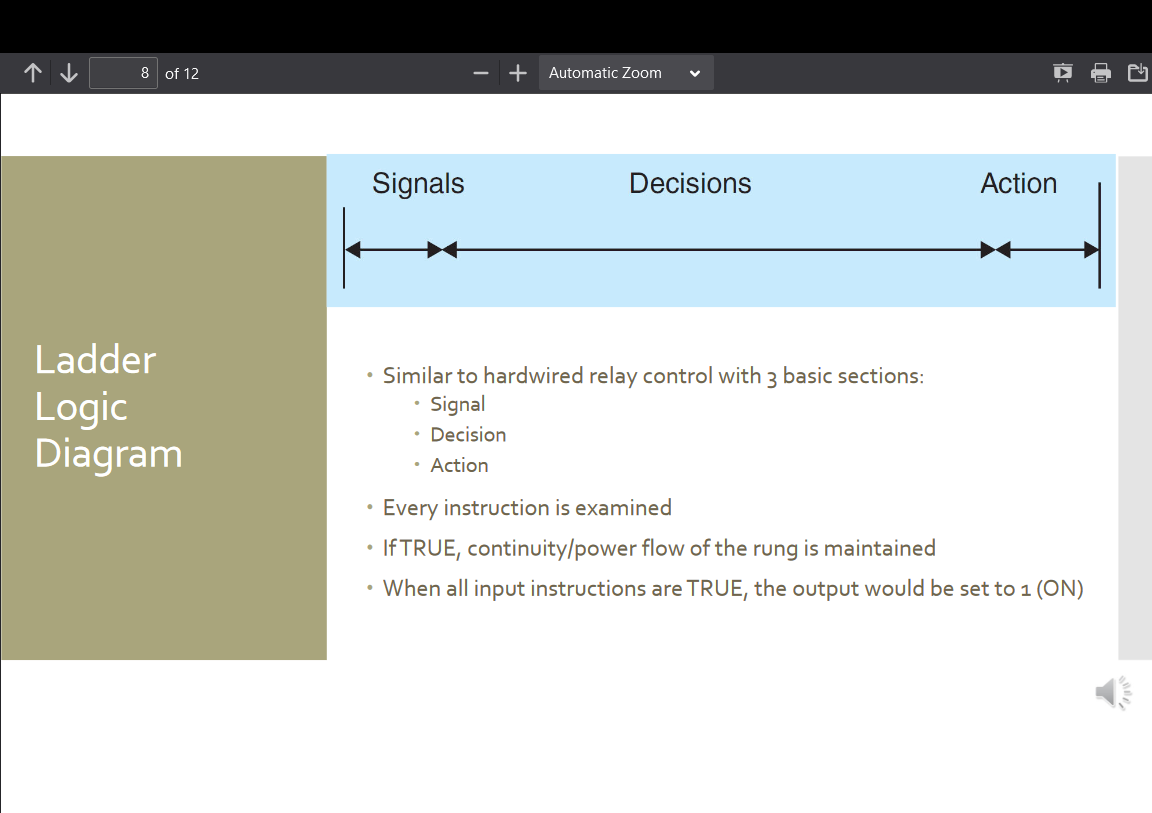 8 of 12
Automatic Zoom
Signals Decisions Action
Ladder
Logic
Diagram
• Similar to hardwired relay control with 3 basic sections:
• Signal
• Decision
• Action
• Every instruction is examined
• If TRUE, continuity/power flow of the rung is maintained
• When all input instructions are TRUE, the output would be set to 1 (ON)